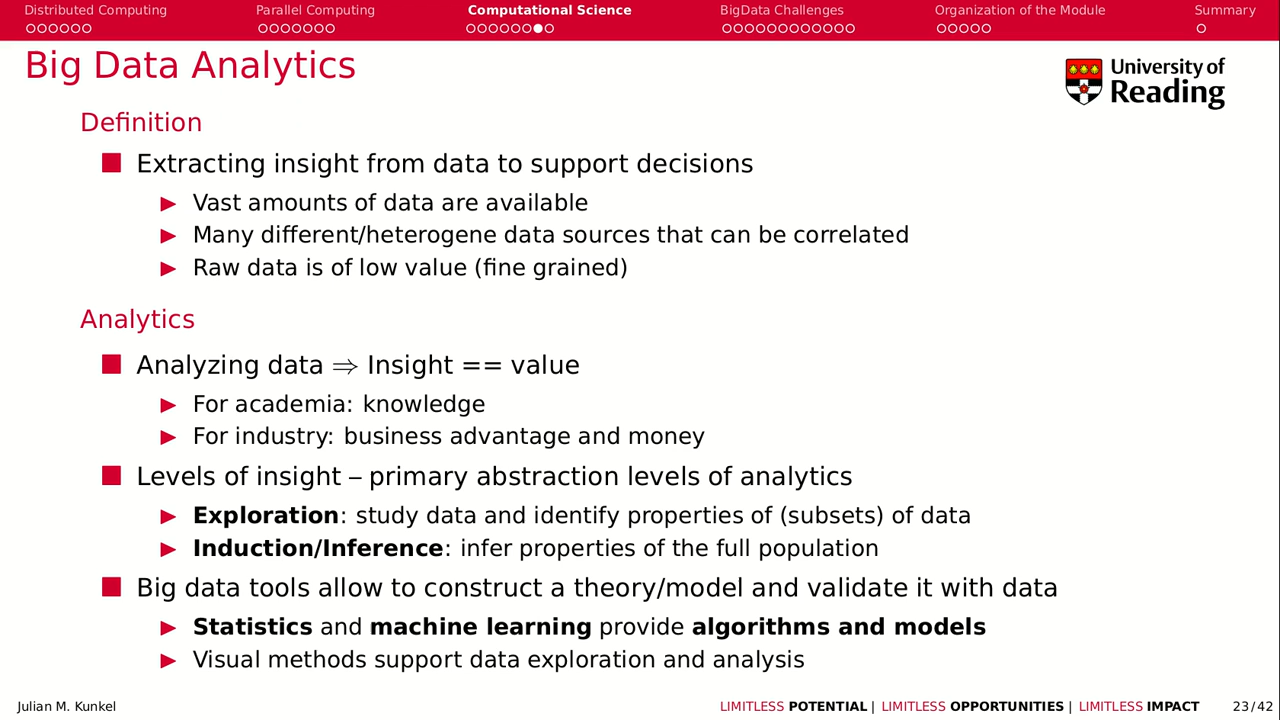 Distributed Computing Parallel Computing Computational Science BigData Challenges Organization of the Module Summary
Big Data Analytics
University of
Reading
Definition
Extracting insight from data to support decisions
Vast amounts of data are available
Many different/heterogene data sources that can be correlated
Raw data is of low value (fine grained)
Analytics
Analyzing data ⇒ Insight == value
For academia: knowledge
For industry: business advantage and money
Levels of insight – primary abstraction levels of analytics
Exploration: study data and identify properties of (subsets) of data
Induction/Inference: infer properties of the full population
Big data tools allow to construct a theory/model and validate it with data
Statistics and machine learning provide algorithms and models
Visual methods support data exploration and analysis
Julian M. Kunkel LIMITLESS POTENTIAL | LIMITLESS OPPORTUNITIES | LIMITLESS IMPACT 23/42